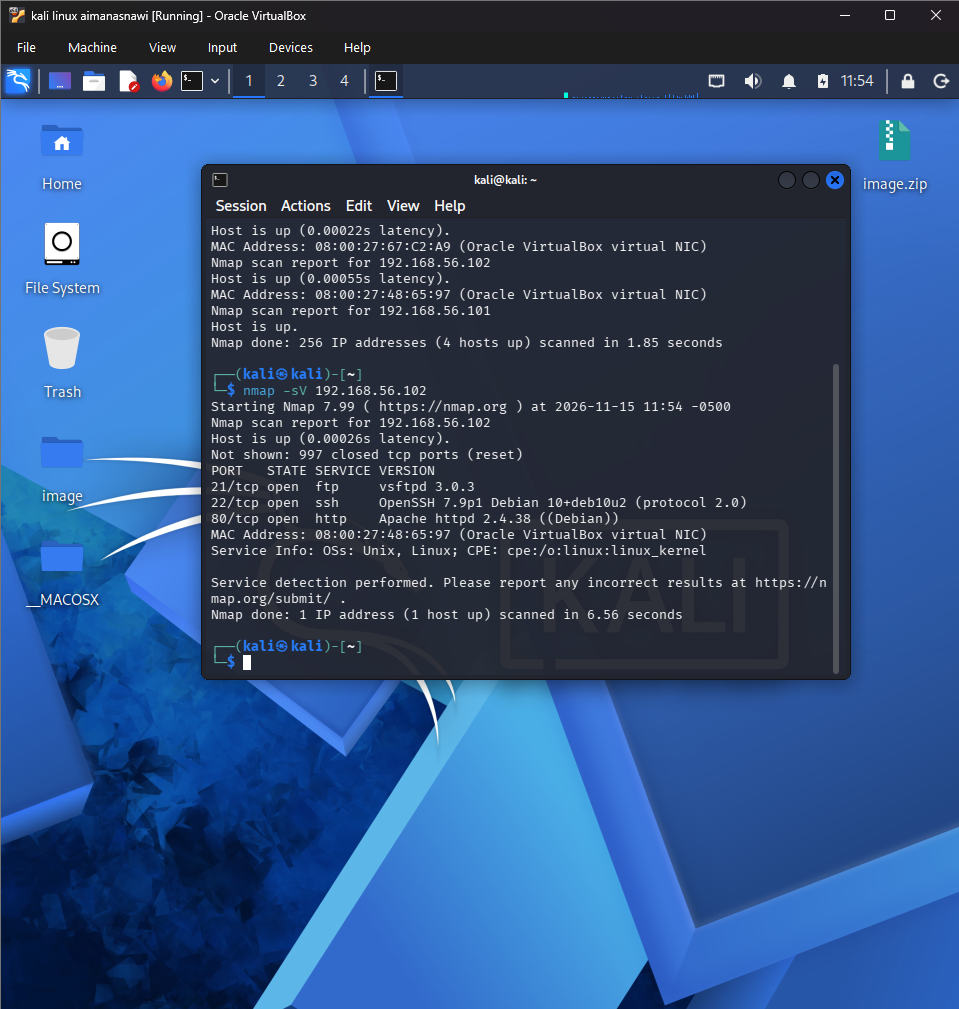 kali linux aimanasnawi [Running] - Oracle VirtualBox
File Machine View Input Devices Help
1 2 3 4 11:54
Home
File System
Trash
image
__MACOSX
image.zip
kali@kali: ~
Session Actions Edit View Help
Host is up (0.00022s latency).
MAC Address: 08:00:27:67:C2:A9 (Oracle VirtualBox virtual NIC)
Nmap scan report for 192.168.56.102
Host is up (0.00055s latency).
MAC Address: 08:00:27:48:65:97 (Oracle VirtualBox virtual NIC)
Nmap scan report for 192.168.56.101
Host is up.
Nmap done: 256 IP addresses (4 hosts up) scanned in 1.85 seconds
┌──(kali㉿kali)-[~]
└─$ nmap -sV 192.168.56.102
Starting Nmap 7.99 ( https://nmap.org ) at 2026-11-15 11:54 -0500
Nmap scan report for 192.168.56.102
Host is up (0.00026s latency).
Not shown: 997 closed tcp ports (reset)
PORT   STATE SERVICE VERSION
21/tcp open  ftp     vsftpd 3.0.3
22/tcp open  ssh     OpenSSH 7.9p1 Debian 10+deb10u2 (protocol 2.0)
80/tcp open  http    Apache httpd 2.4.38 ((Debian))
MAC Address: 08:00:27:48:65:97 (Oracle VirtualBox virtual NIC)
Service Info: OSs: Unix, Linux; CPE: cpe:/o:linux:linux_kernel
Service detection performed. Please report any incorrect results at https://n
map.org/submit/ .
Nmap done: 1 IP address (1 host up) scanned in 6.56 seconds
┌──(kali㉿kali)-[~]
└─$
KALI